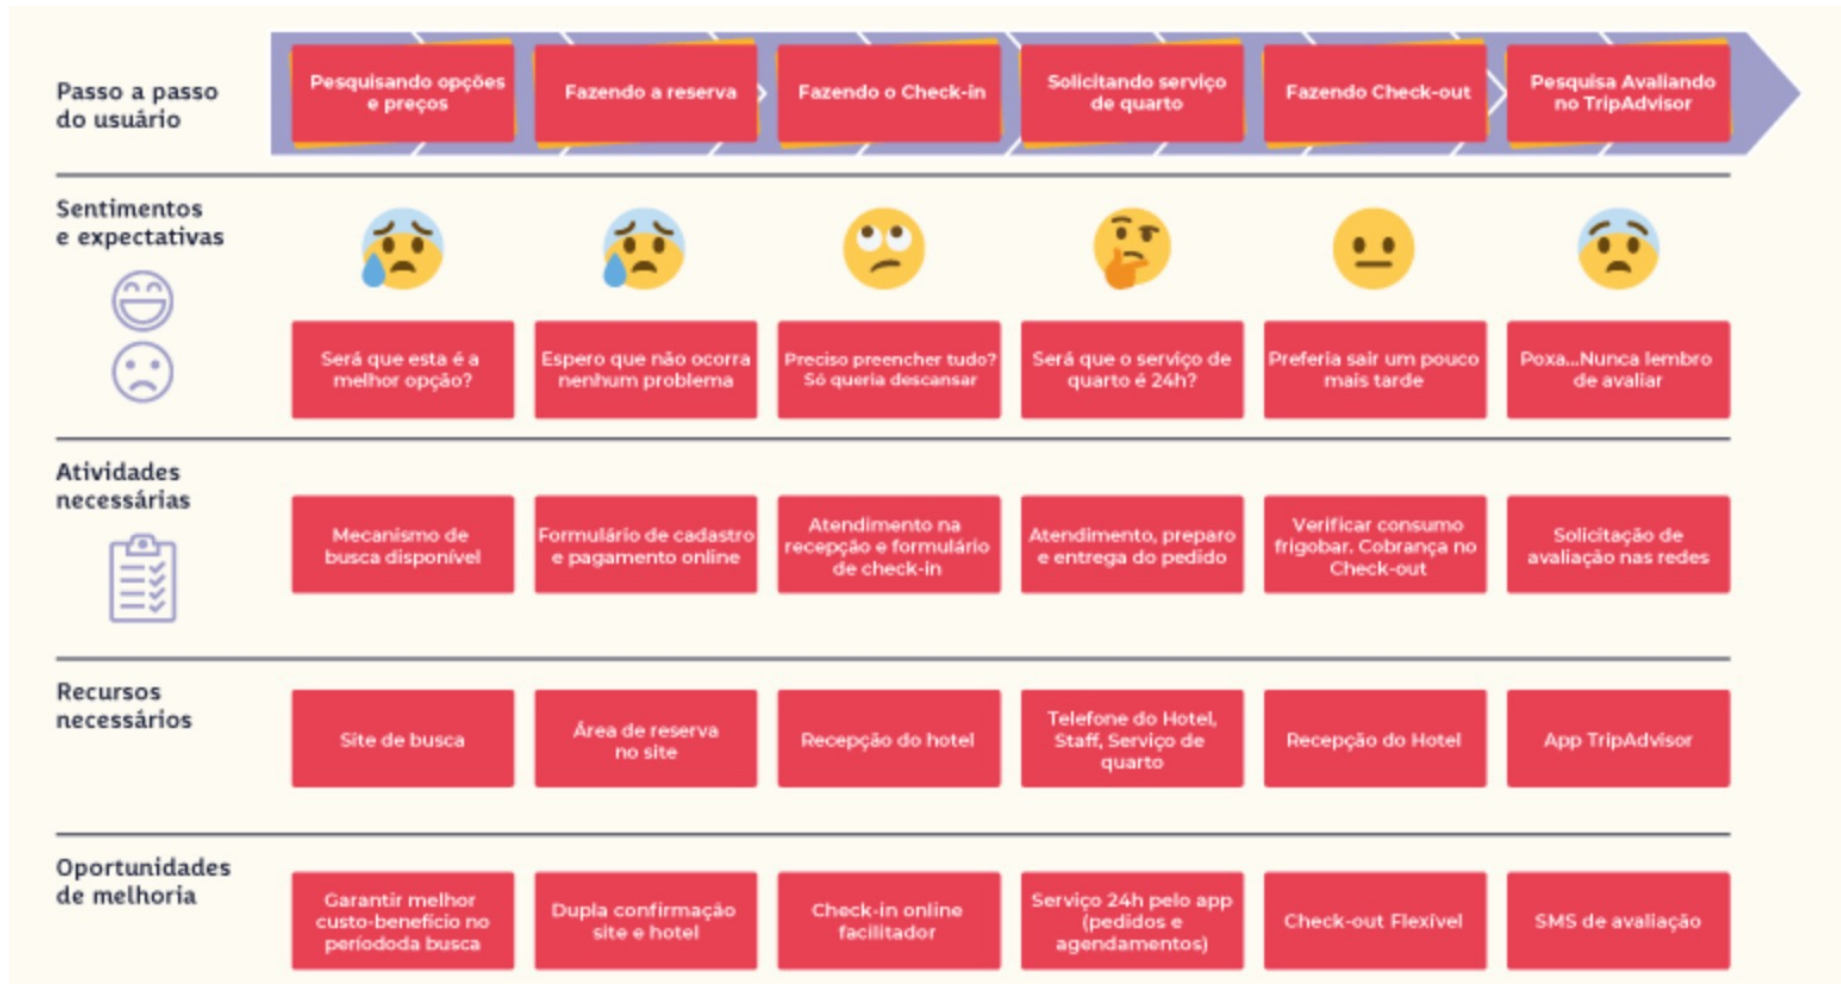 Passo a passo
do usuário
Pesquisando opções
e preços
Fazendo a reserva
Fazendo o Check-in
Solicitando serviço
de quarto
Fazendo Check-out
Pesquisa Avaliando
no TripAdvisor
Sentimentos
e expectativas
Será que esta é a
melhor opção?
Espero que não ocorra
nenhum problema
Preciso preencher tudo?
Só queria descansar
Será que o serviço de
quarto é 24h?
Preferia sair um pouco
mais tarde
Poxa...Nunca lembro
de avaliar
Atividades
necessárias
Mecanismo de
busca disponível
Formulário de cadastro
e pagamento online
Atendimento na
recepção e formulário
de check-in
Atendimento, preparo
e entrega do pedido
Verificar consumo
frigobar. Cobrança no
Check-out
Solicitação de
avaliação nas redes
Recursos
necessários
Site de busca
Área de reserva
no site
Recepção do hotel
Telefone do Hotel,
Staff, Serviço de
quarto
Recepção do Hotel
App TripAdvisor
Oportunidades
de melhoria
Garantir melhor
custo-benefício no
períododa busca
Dupla confirmação
site e hotel
Check-in online
facilitador
Serviço 24h pelo app
(pedidos e
agendamentos)
Check-out Flexível
SMS de avaliação